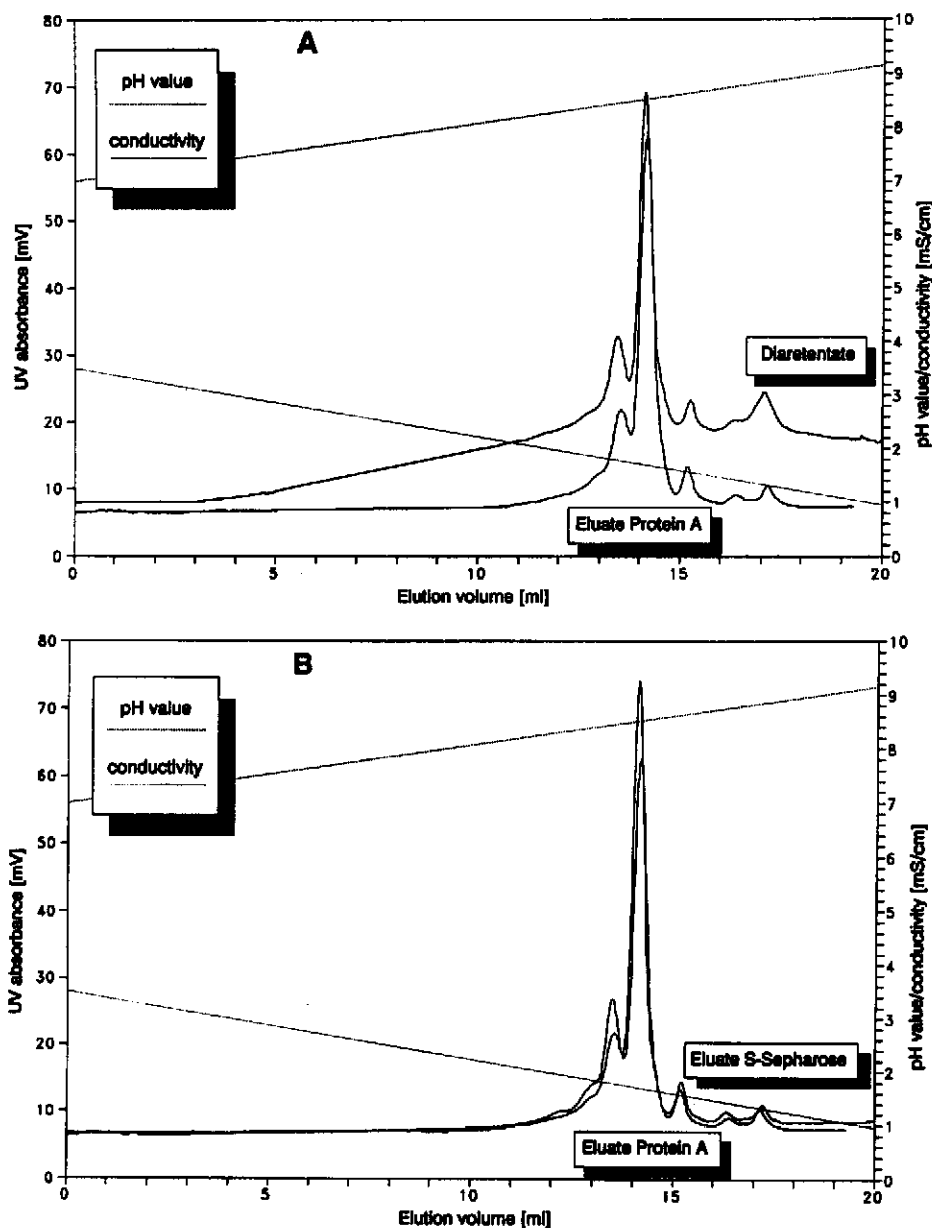 A
80
70
60
50
40
30
20
10
0
UV absorbance [mV]
pH value
conductivity
Diaretentate
Eluate Protein A
10
9
8
7
6
5
4
3
2
1
0
pH value/conductivity [mS/cm]
0 5 10 15 20
Elution volume [ml]
B
80
70
60
50
40
30
20
10
0
UV absorbance [mV]
pH value
conductivity
Eluate S-Sepharose
Eluate Protein A
10
9
8
7
6
5
4
3
2
1
0
pH value/conductivity [mS/cm]
0 5 10 15 20
Elution volume [ml]